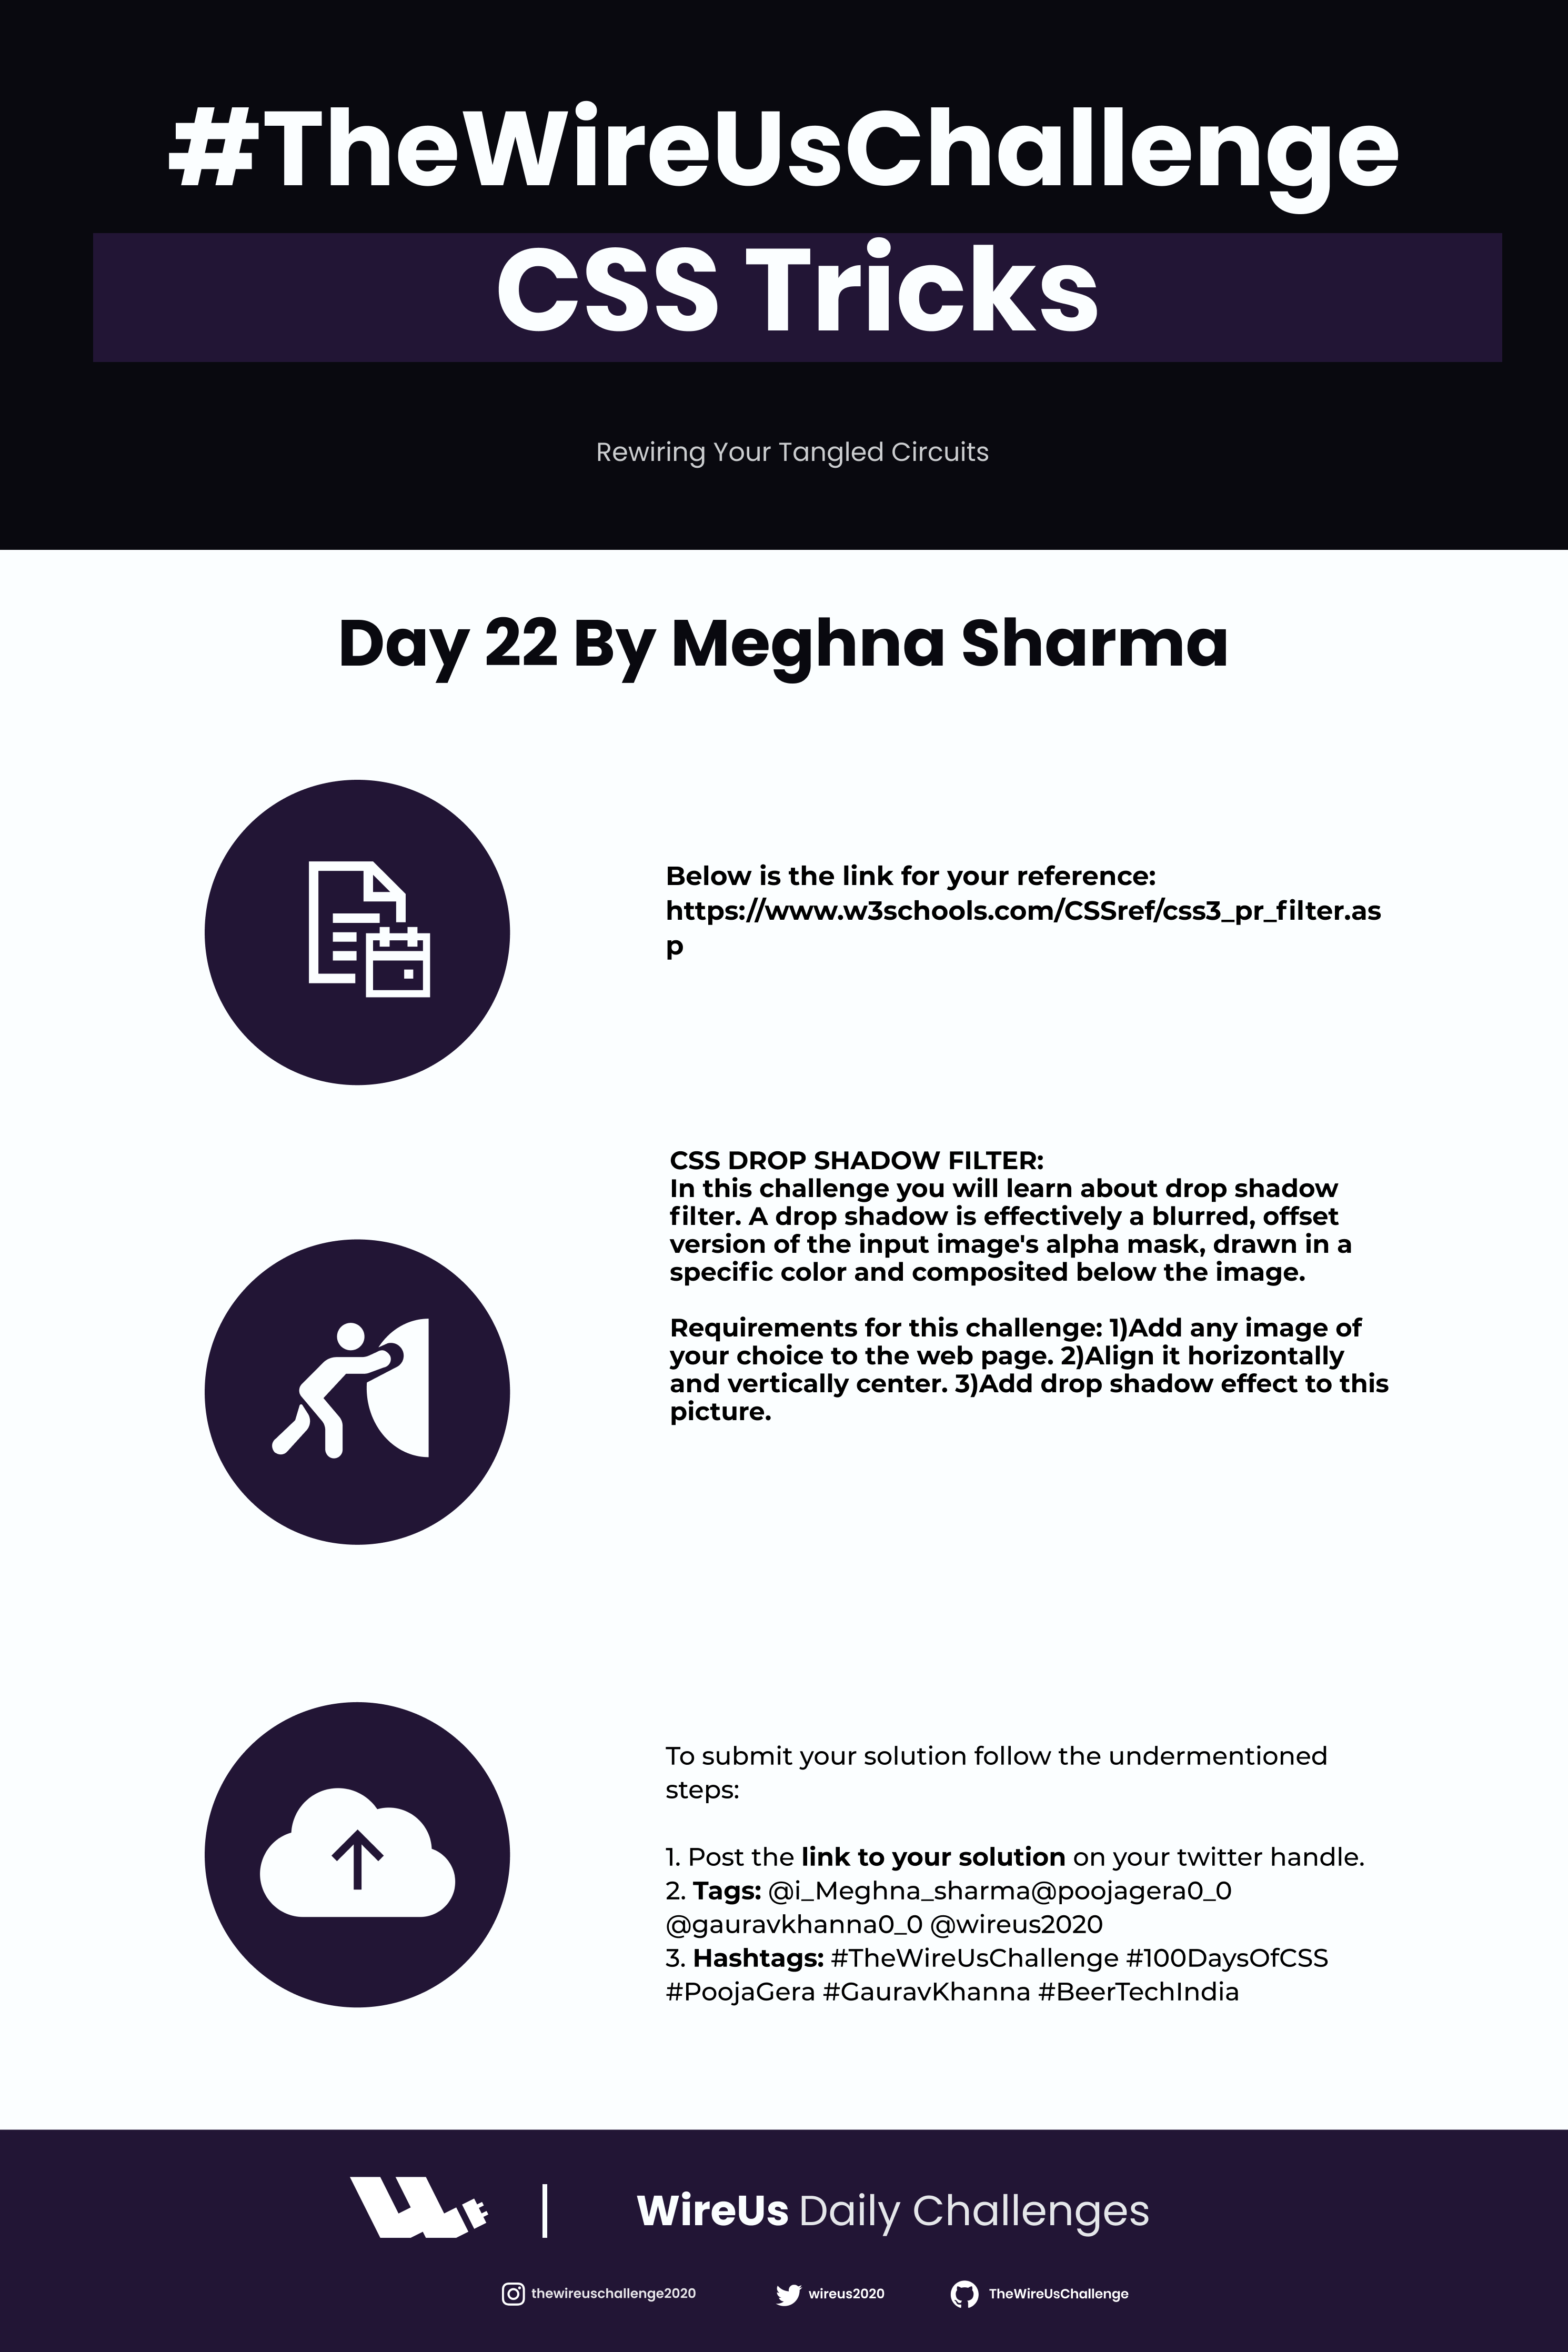 #TheWireUsChallenge
CSS Tricks
Rewiring Your Tangled Circuits
Day 22 By Meghna Sharma
Below is the link for your reference:
https://www.w3schools.com/CSSref/css3_pr_filter.as
p
CSS DROP SHADOW FILTER:
In this challenge you will learn about drop shadow
filter. A drop shadow is effectively a blurred, offset
version of the input image's alpha mask, drawn in a
specific color and composited below the image.
Requirements for this challenge: 1)Add any image of
your choice to the web page. 2)Align it horizontally
and vertically center. 3)Add drop shadow effect to this
picture.
To submit your solution follow the undermentioned
steps:
1. Post the link to your solution on your twitter handle.
2. Tags: @i_Meghna_sharma@poojagera0_0
@gauravkhanna0_0 @wireus2020
3. Hashtags: #TheWireUsChallenge #100DaysOfCSS
#PoojaGera #GauravKhanna #BeerTechIndia
WireUs Daily Challenges
thewireuschallenge2020 wireus2020 TheWireUsChallenge